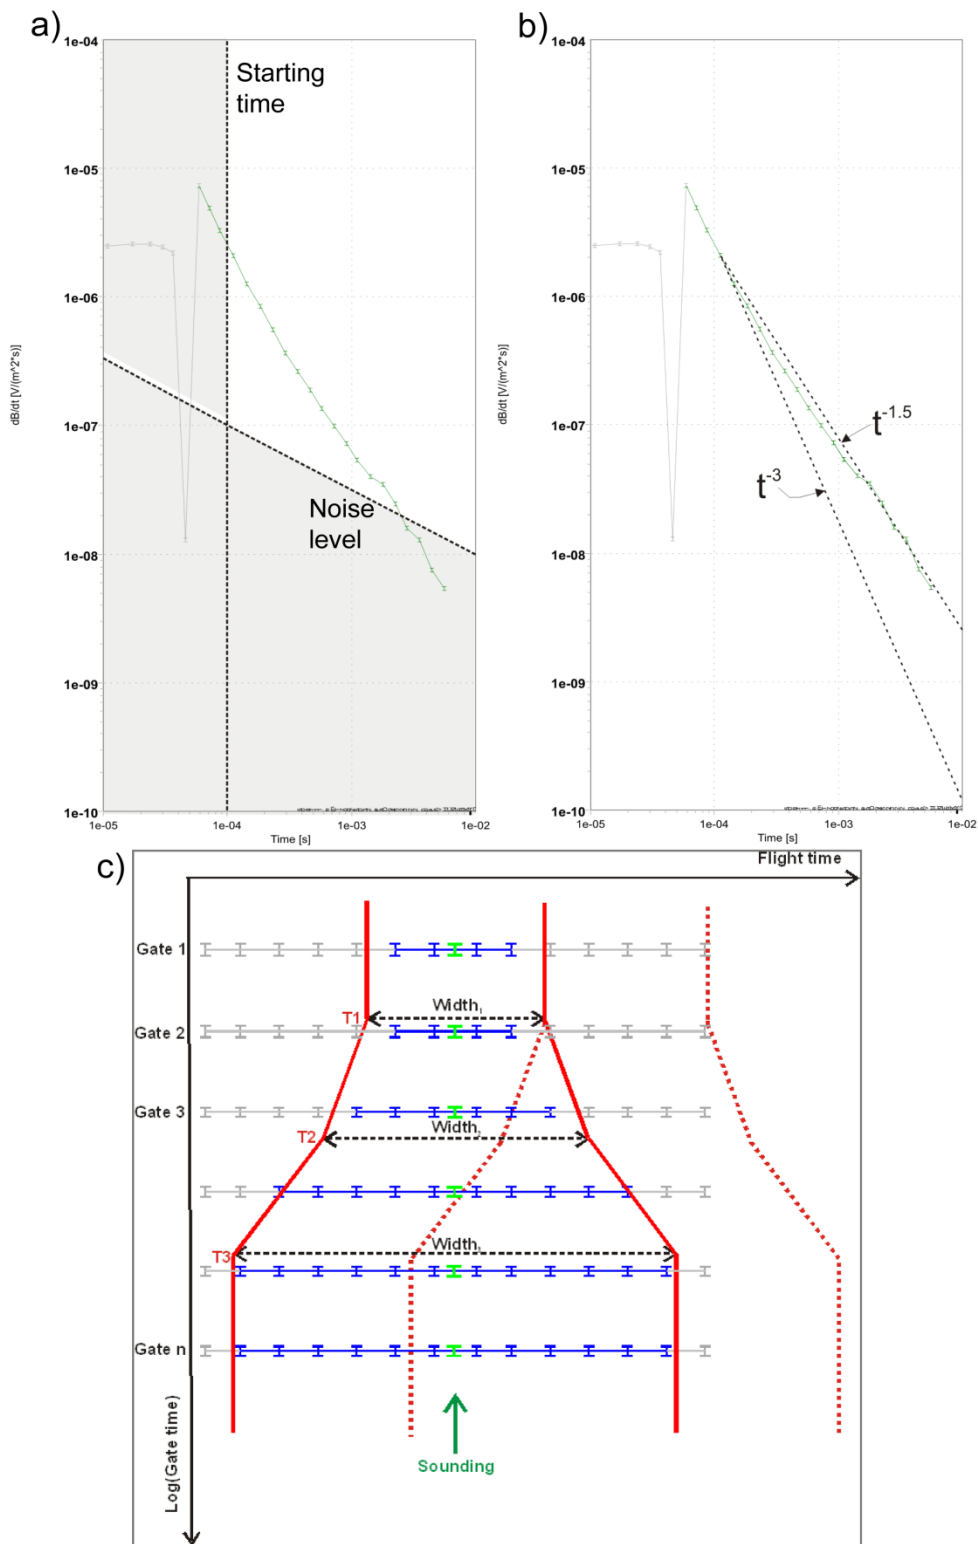 a)
1e-04
Starting
time
1e-05
1e-06
dB/dt [V/(m^2*s)]
1e-07
Noise
level
1e-08
1e-09
1e-10
1e-05
1e-04
1e-03
1e-02
Time [s]
b)
1e-04
1e-05
1e-06
dB/dt [V/(m^2*s)]
1e-07
t^-1.5
t^-3
1e-08
1e-09
1e-10
1e-05
1e-04
1e-03
1e-02
Time [s]
c)
Flight time
Gate 1
T1
Width₁
Gate 2
Gate 3
T2
Width₂
T3
Width₃
Gate n
Sounding
Log(Gate time)